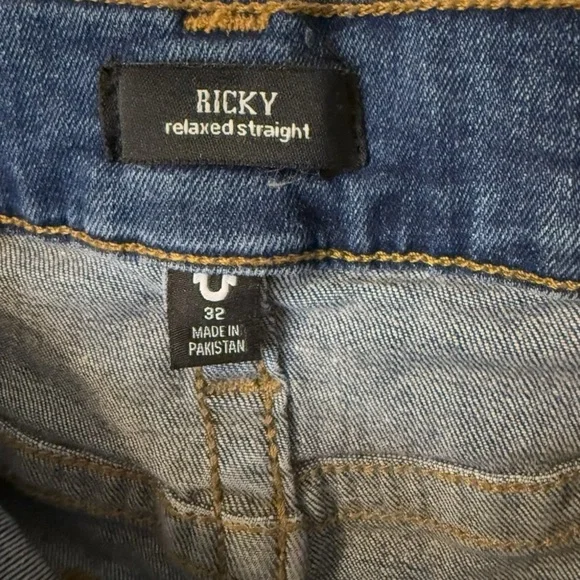 RICKY
relaxed straight
32
MADE IN
PAKISTAN